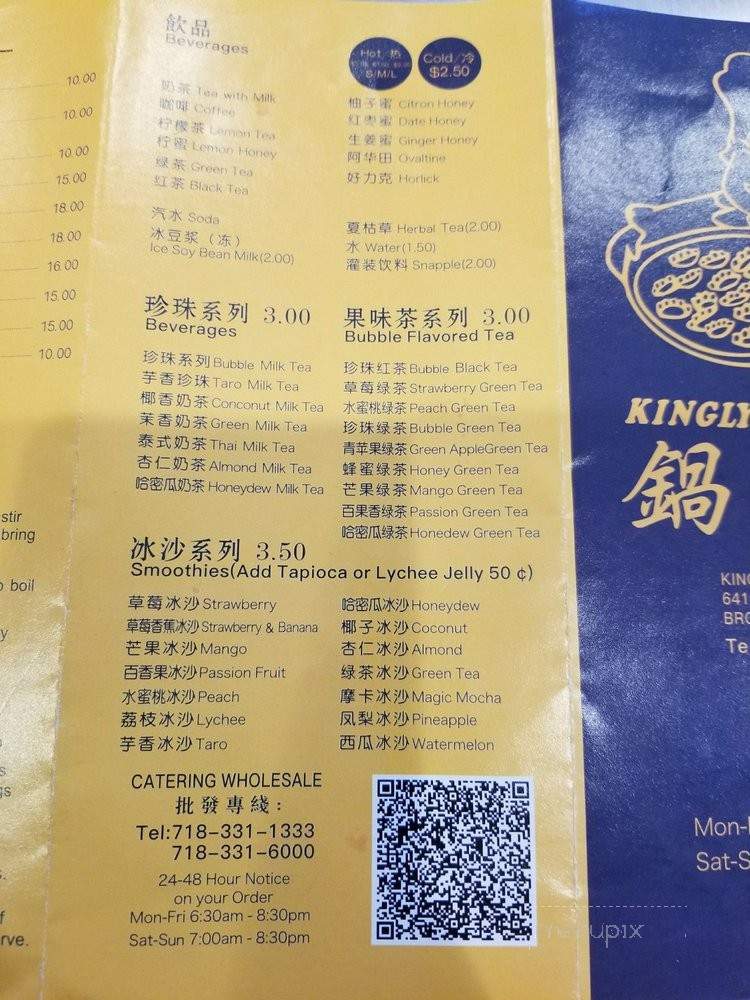 10.00
10.00
10.00
15.00
18.00
18.00
16.00
15.00
15.00
10.00
stir
bring
boil
飲品
Beverages
Hot/热
S/M/L
Cold/冷
$2.50
奶茶 Tea with Milk
咖啡 Coffee
柠檬茶 Lemon Tea
柠蜜 Lemon Honey
绿茶 Green Tea
红茶 Black Tea
汽水 Soda
冰豆浆（冻）
Ice Soy Bean Milk(2.00)
柚子蜜 Citron Honey
红枣蜜 Date Honey
生姜蜜 Ginger Honey
阿华田 Ovaltine
好力克 Horlick
夏枯草 Herbal Tea(2.00)
水 Water(1.50)
灌装饮料 Snapple(2.00)
珍珠系列 3.00
Beverages
珍珠系列 Bubble Milk Tea
芋香珍珠 Taro Milk Tea
椰香奶茶 Conconut Milk Tea
茉香奶茶 Green Milk Tea
泰式奶茶 Thai Milk Tea
杏仁奶茶 Almond Milk Tea
哈密瓜奶茶 Honeydew Milk Tea
果味茶系列 3.00
Bubble Flavored Tea
珍珠红茶 Bubble Black Tea
草莓绿茶 Strawberry Green Tea
水蜜桃绿茶 Peach Green Tea
珍珠绿茶 Bubble Green Tea
青苹果绿茶 Green AppleGreen Tea
蜂蜜绿茶 Honey Green Tea
芒果绿茶 Mango Green Tea
百果香绿茶 Passion Green Tea
哈密瓜绿茶 Honedew Green Tea
冰沙系列 3.50
Smoothies(Add Tapioca or Lychee Jelly 50 ¢)
草莓冰沙 Strawberry
草莓香蕉冰沙 Strawberry & Banana
芒果冰沙 Mango
百香果冰沙 Passion Fruit
水蜜桃冰沙 Peach
荔枝冰沙 Lychee
芋香冰沙 Taro
哈密瓜冰沙 Honeydew
椰子冰沙 Coconut
杏仁冰沙 Almond
绿茶冰沙 Green Tea
摩卡冰沙 Magic Mocha
凤梨冰沙 Pineapple
西瓜冰沙 Watermelon
CATERING WHOLESALE
批發專綫：
Tel:718-331-1333
718-331-6000
24-48 Hour Notice
on your Order
Mon-Fri 6:30am - 8:30pm
Sat-Sun 7:00am - 8:30pm
KINGLY
鍋
KING
641
BRO
Te
Mon-
Sat-S
menupix